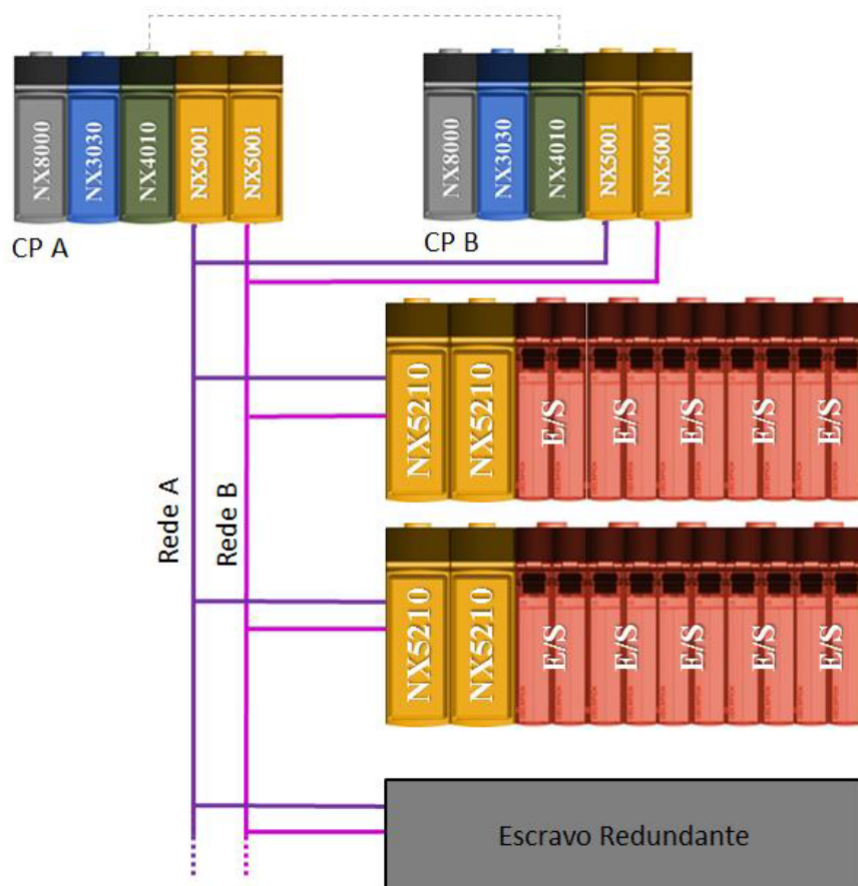 NX8000
NX3030
NX4010
NX5001
NX5001
CP A
NX8000
NX3030
NX4010
NX5001
NX5001
CP B
NX5210
NX5210
E/S
E/S
E/S
E/S
E/S
Rede A
Rede B
NX5210
NX5210
E/S
E/S
E/S
E/S
E/S
Escravo Redundante